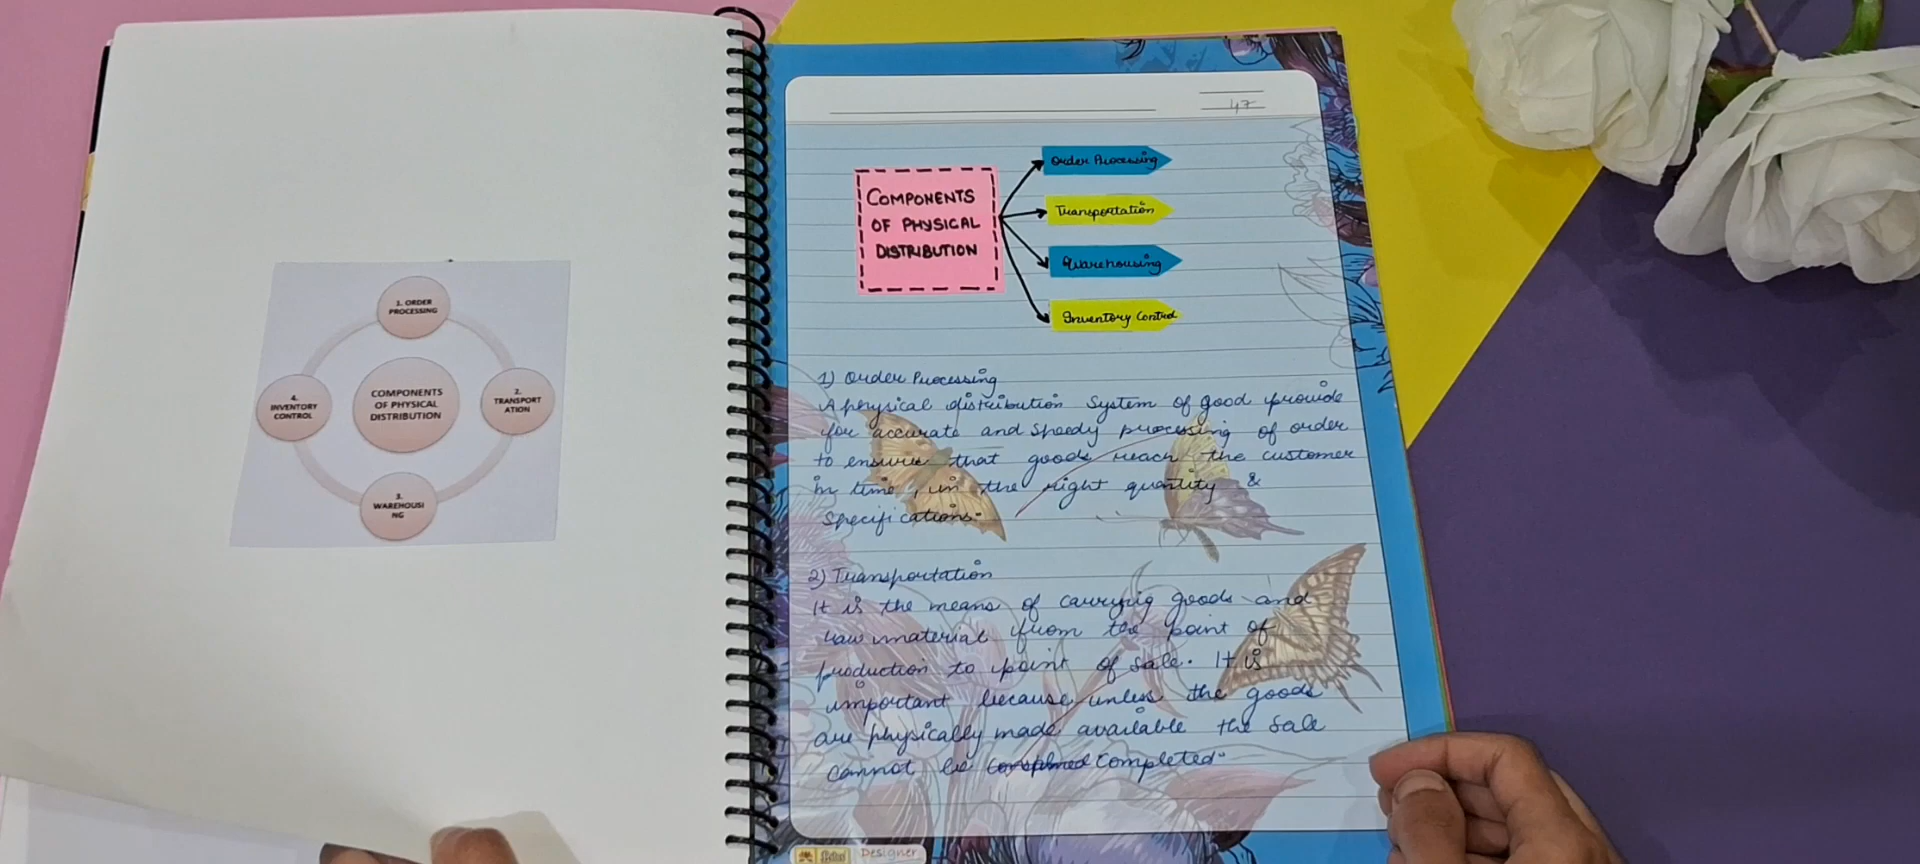 1. ORDER
PROCESSING
COMPONENTS
OF PHYSICAL
DISTRIBUTION
2.
TRANSPORT
ATION
4.
INVENTORY
CONTROL
3.
WAREHOUSI
NG
47
COMPONENTS
OF PHYSICAL
DISTRIBUTION
Order Processing
Transportation
Warehousing
Inventory Control
1) Order Processing
A physical distribution system of good provide
for accurate and speedy processing of order
to ensure that goods reach the customer
in time, in the right quantity &
specifications.
2) Transportation
It is the means of carryig goods and
raw material from the point of
production to point of sale. It is
important because unless the goods
are physically made available the sale
cannot be completed.
Designer